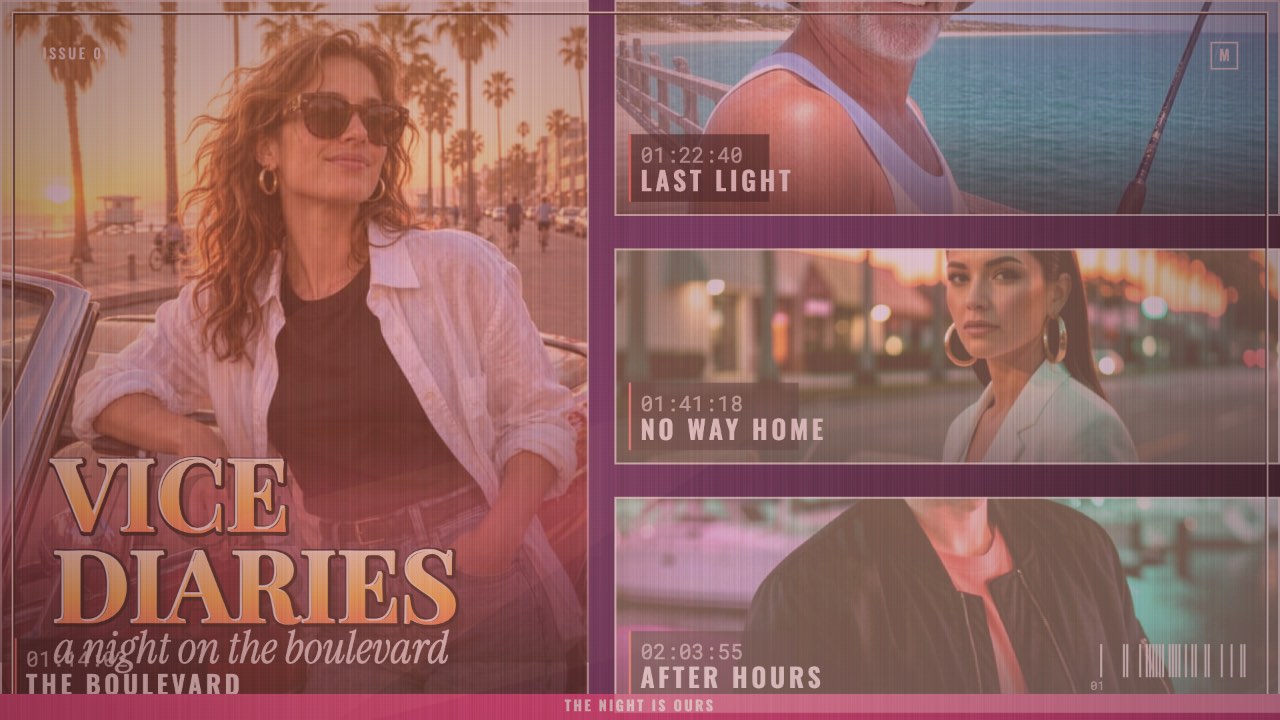 ISSUE 01
M
01:22:40
LAST LIGHT
01:41:18
NO WAY HOME
VICE
DIARIES
a night on the boulevard
THE BOULEVARD
02:03:55
AFTER HOURS
01
THE NIGHT IS OURS